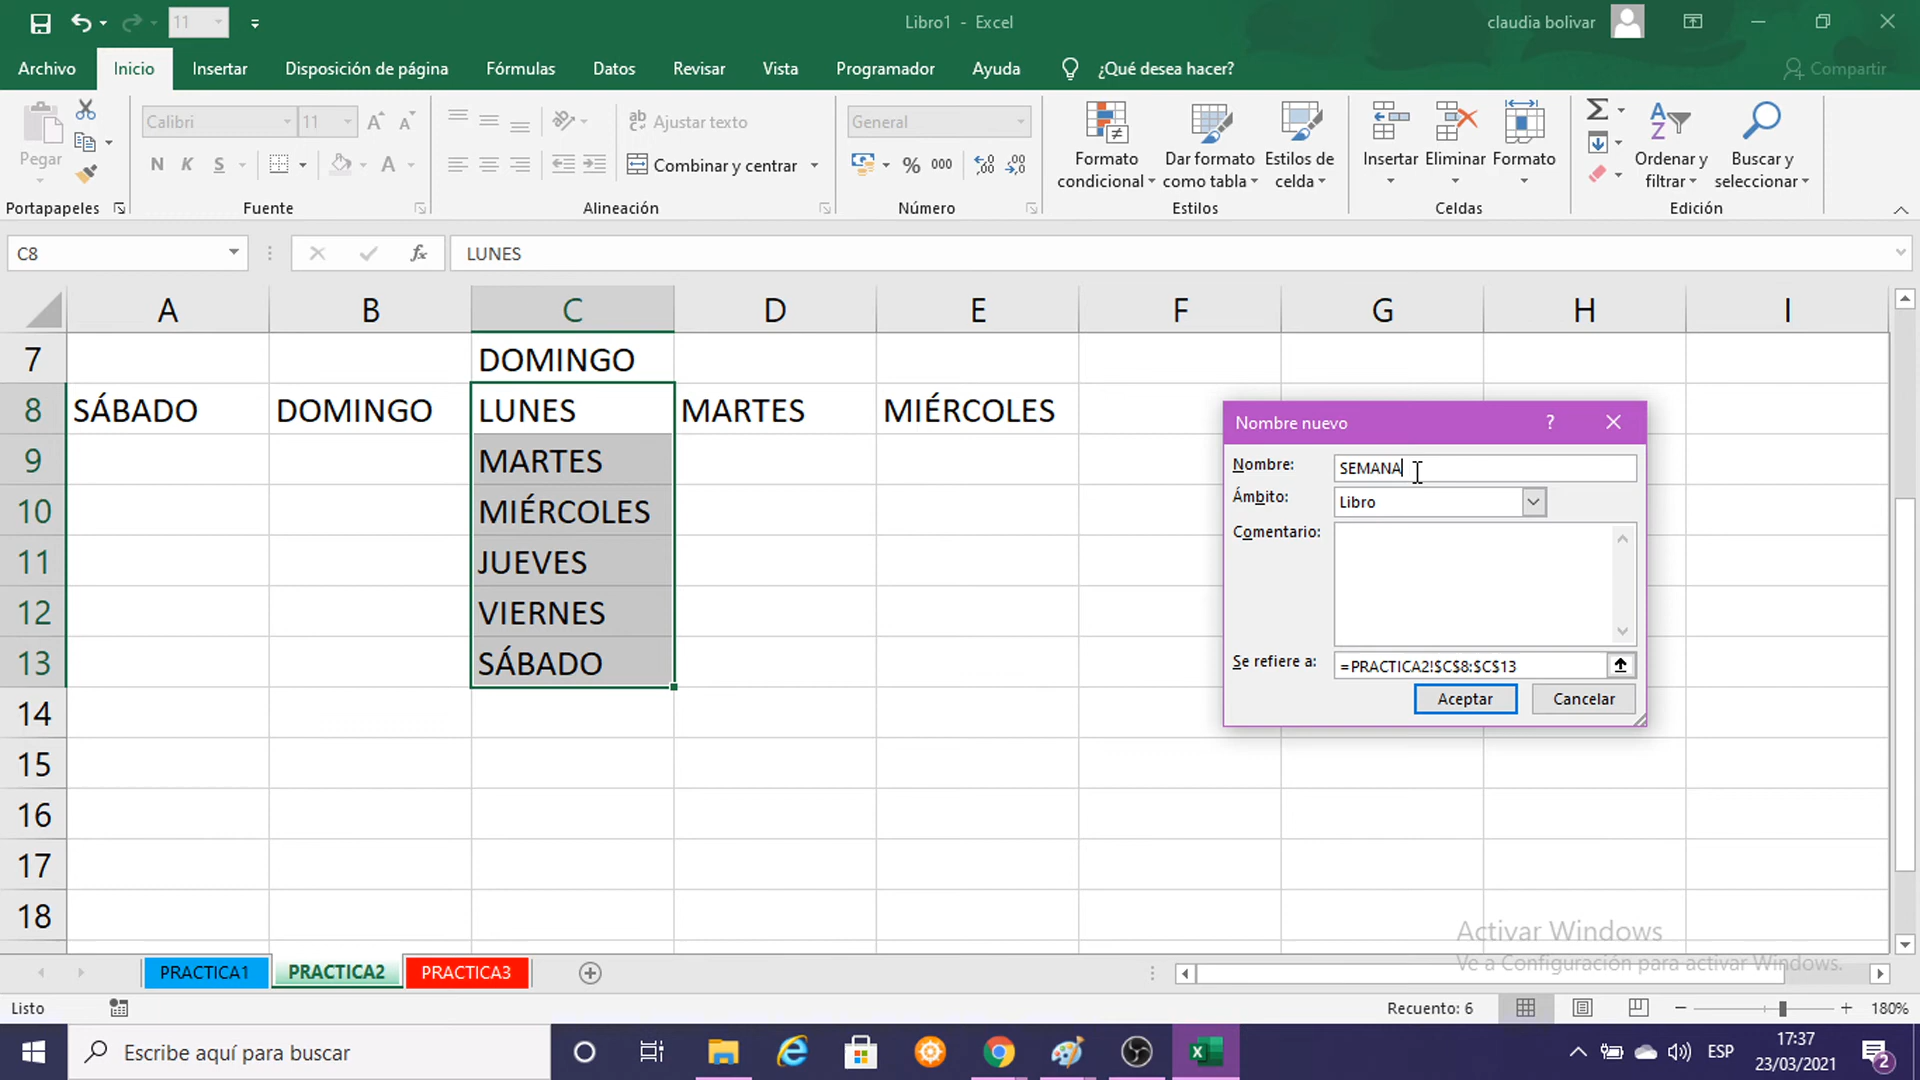 11
Libro1 - Excel
claudia bolivar
Archivo
Inicio
Insertar
Disposición de página
Fórmulas
Datos
Revisar
Vista
Programador
Ayuda
¿Qué desea hacer?
Compartir
Pegar
Portapapeles
Calibri
11
N K S
Fuente
Ajustar texto
Combinar y centrar
Alineación
General
% 000
Número
Formato condicional
Dar formato como tabla
Estilos de celda
Estilos
Insertar
Eliminar
Formato
Celdas
Ordenar y filtrar
Buscar y seleccionar
Edición
C8
fx
LUNES
A B C D E F G H I
7 DOMINGO
8 SÁBADO DOMINGO LUNES MARTES MIÉRCOLES
9 MARTES
10 MIÉRCOLES
11 JUEVES
12 VIERNES
13 SÁBADO
14
15
16
17
18
Nombre nuevo
?
Nombre: SEMANA
Ámbito: Libro
Comentario:
Se refiere a: =PRACTICA2!$C$8:$C$13
Aceptar
Cancelar
Activar Windows
Ve a Configuración para activar Windows.
PRACTICA1
PRACTICA2
PRACTICA3
Listo
Recuento: 6
180%
Escribe aquí para buscar
ESP
17:37
23/03/2021
2